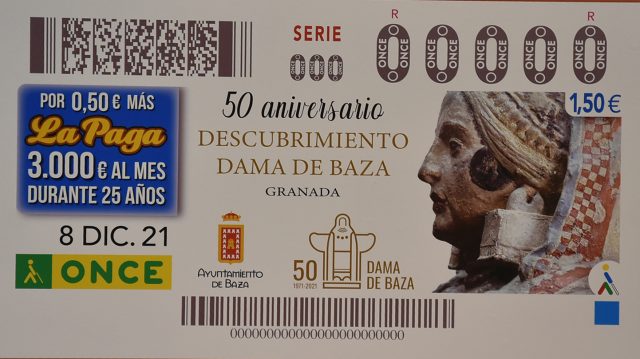 SERIE
000
R
R
00000
ONCE ONCE ONCE ONCE ONCE
1,50€
POR 0,50€ MÁS
La Paga
3.000€ AL MES
DURANTE 25 AÑOS
50 aniversario
DESCUBRIMIENTO
DAMA DE BAZA
GRANADA
8 DIC. 21
ONCE
AYUNTAMIENTO
DE BAZA
50
1971-2021
DAMA
DE BAZA